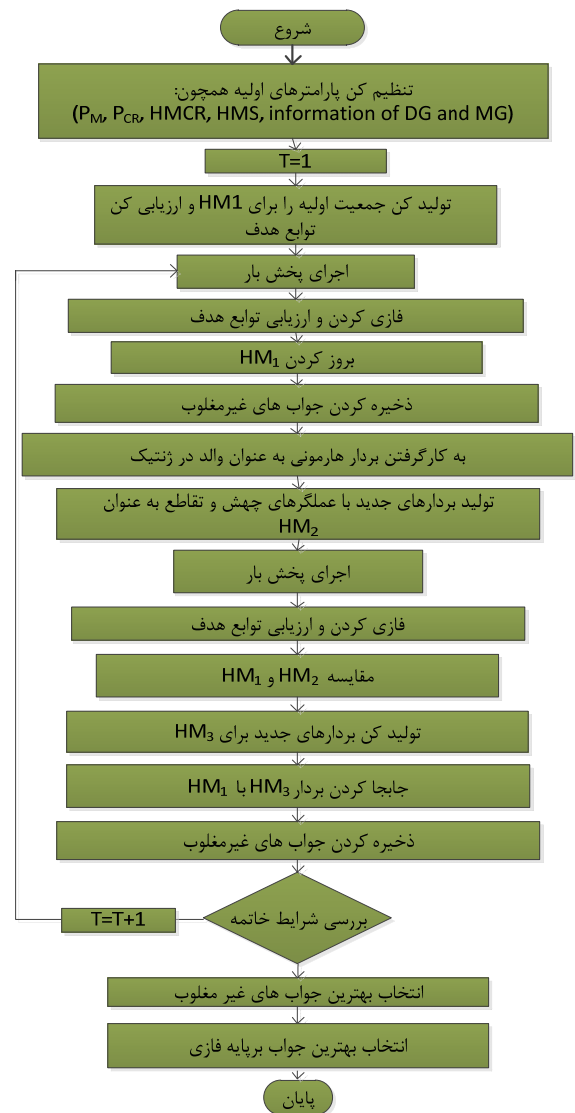 شروع
تنظیم کن پارامترهای اولیه همچون:
(P_M, P_CR, HMCR, HMS, information of DG and MG)
T=1
تولید کن جمعیت اولیه را برای HM1 و ارزیابی کن
توابع هدف
اجرای پخش بار
فازی کردن و ارزیابی توابع هدف
بروز کردن HM₁
ذخیره کردن جواب های غیرمغلوب
به کارگرفتن بردار هارمونی به عنوان والد در ژنتیک
تولید بردارهای جدید با عملگرهای چهش و تقاطع به عنوان
HM₂
اجرای پخش بار
فازی کردن و ارزیابی توابع هدف
مقایسه HM₂ و HM₁
تولید کن بردارهای جدید برای HM₃
جابجا کردن بردار HM₃ با HM₁
ذخیره کردن جواب های غیرمغلوب
بررسی شرایط خاتمه
T=T+1
انتخاب بهترین جواب های غیر مغلوب
انتخاب بهترین جواب برپایه فازی
پایان